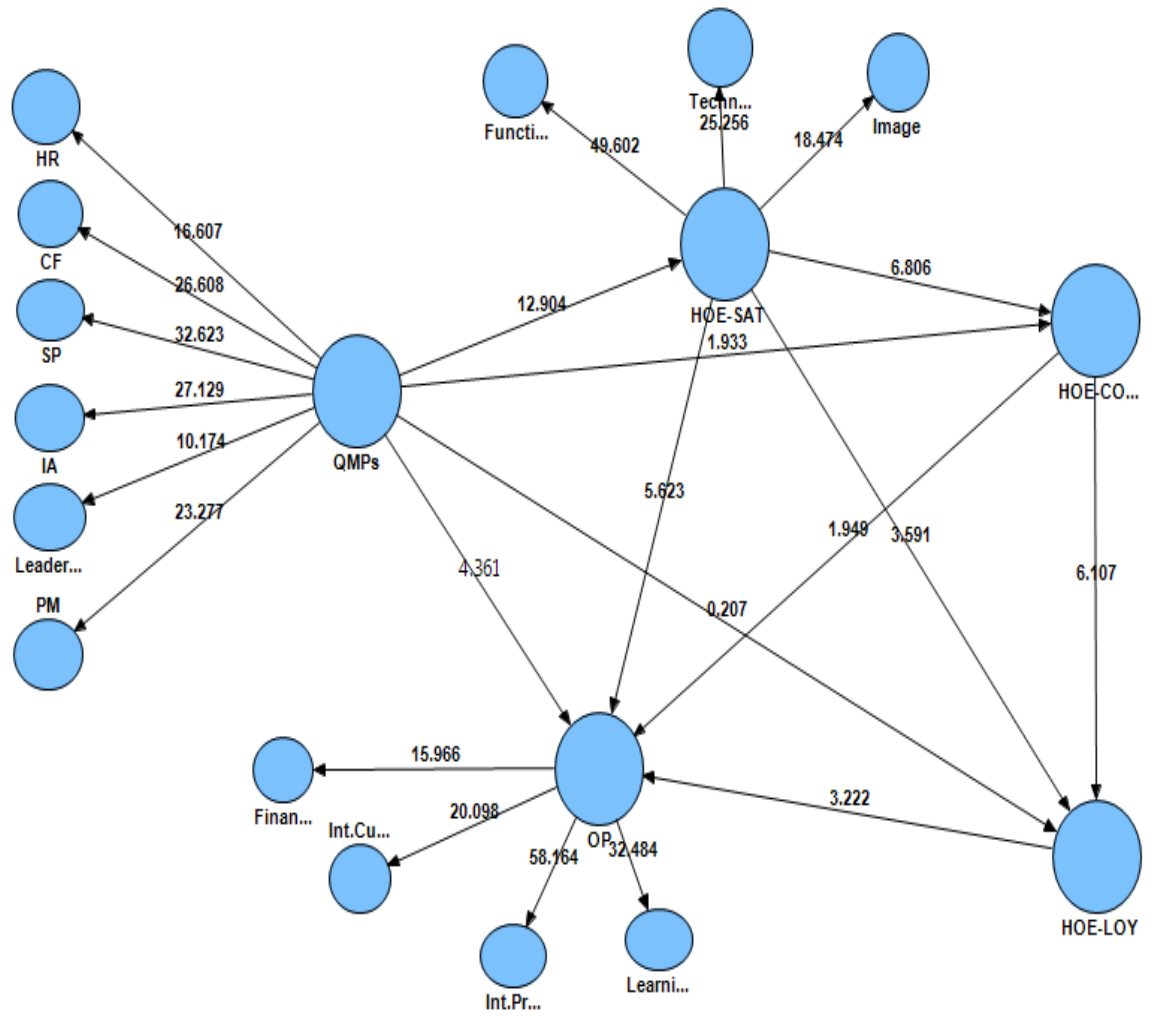 Techn...
25.256
Functi...
49.602
18.474
Image
HR
16.607
CF
26.608
SP
32.623
IA
27.129
10.174
Leader...
23.277
PM
QMPs
12.904
HOE-SAT
6.806
1.933
HOE-CO...
5.623
1.949
3.591
6.107
4.361
0.207
15.966
Finan...
20.098
Int.Cu...
58.164
OP
32.484
3.222
HOE-LOY
Int.Pr...
Learni...